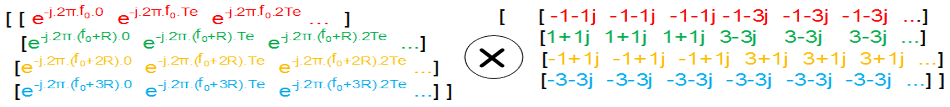 [ [ e^-j.2π.f₀.0 e^-j.2π.f₀.Te e^-j.2π.f₀.2Te ... ] × [ [ -1-1j -1-1j -1-1j -1-3j -1-3j -1-3j ...]
[e^-j.2π.(f₀+R).0 e^-j.2π.(f₀+R).Te e^-j.2π.(f₀+R).2Te ...] [1+1j 1+1j 1+1j 3-3j 3-3j 3-3j ...]
[e^-j.2π.(f₀+2R).0 e^-j.2π.(f₀+2R).Te e^-j.2π.(f₀+2R).2Te ...] [-1+1j -1+1j -1+1j 3+1j 3+1j 3+1j ...]
[e^-j.2π.(f₀+3R).0 e^-j.2π.(f₀+3R).Te e^-j.2π.(f₀+3R).2Te ...] ] [-3-3j -3-3j -3-3j -3-3j -3-3j -3-3j ...] ]